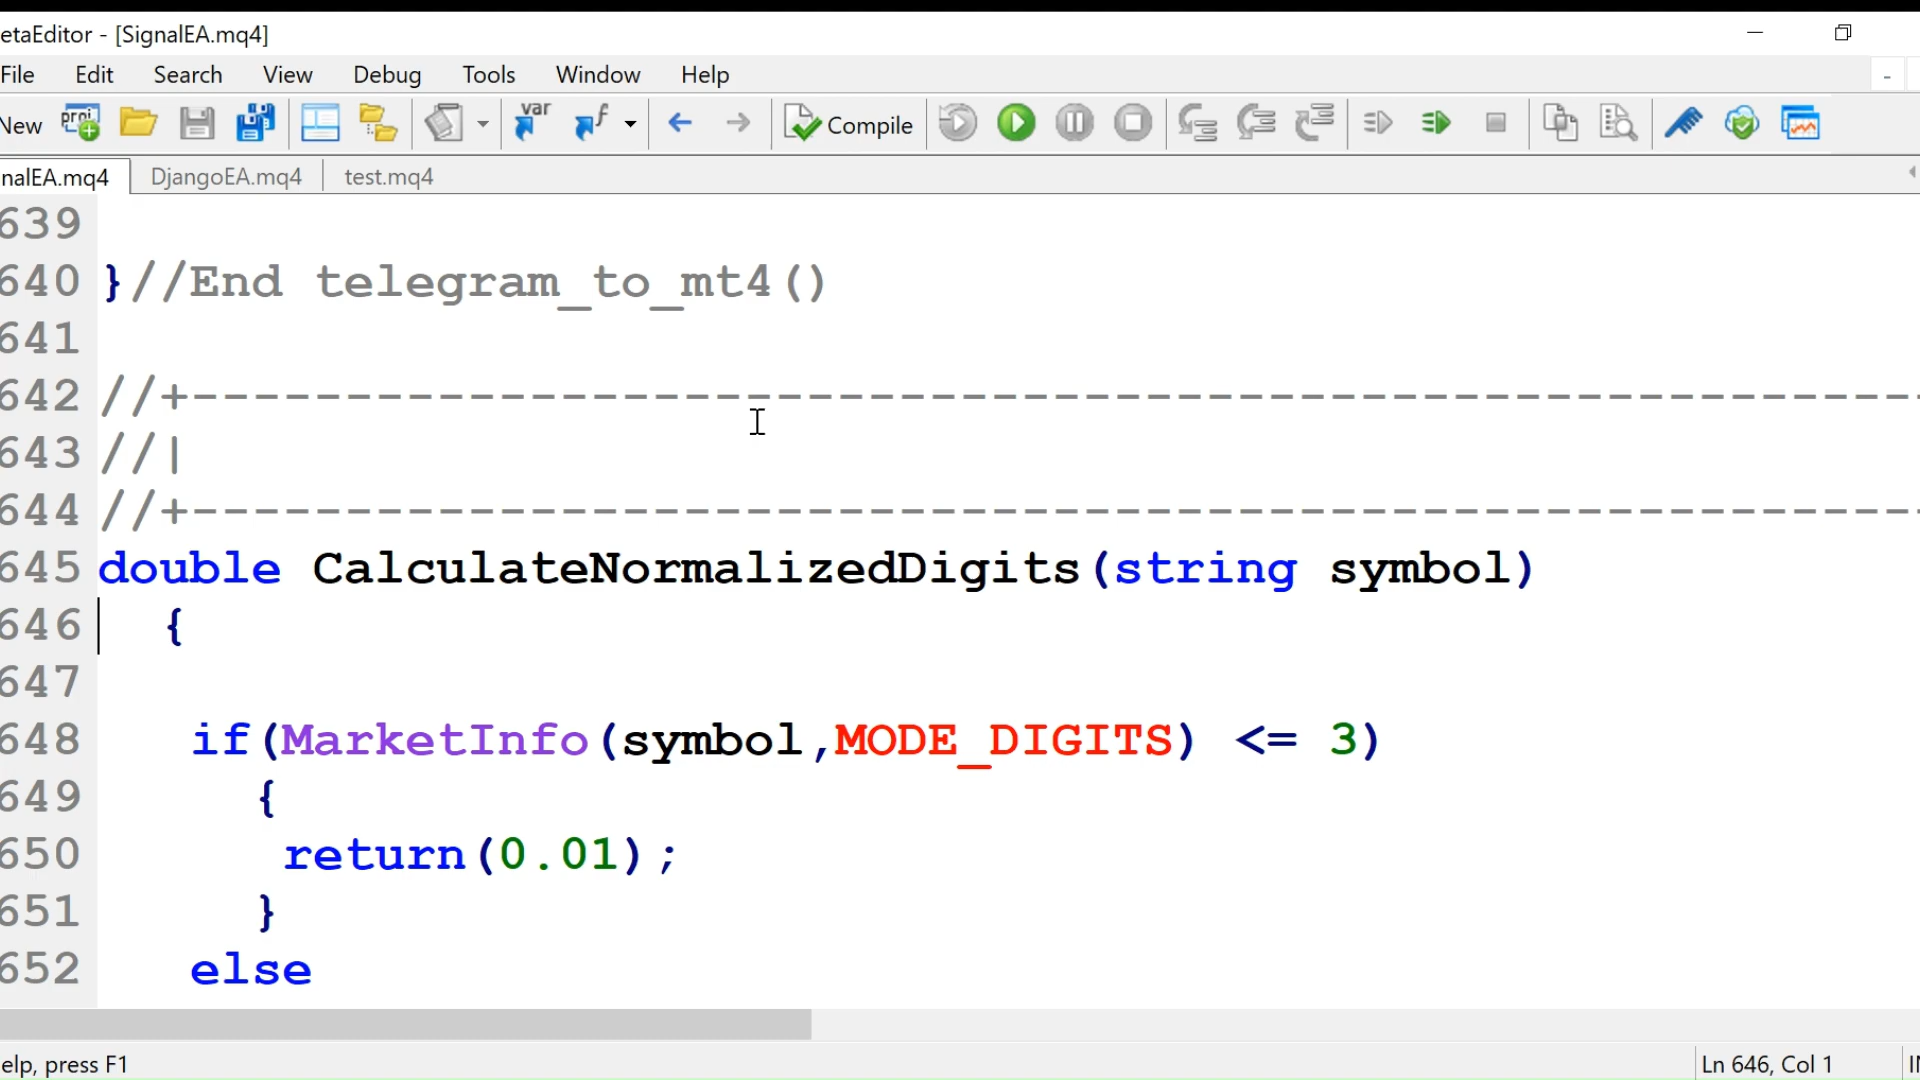 etaEditor - [SignalEA.mq4]
File Edit Search View Debug Tools Window Help
New proj var f Compile
nalEA.mq4 DjangoEA.mq4 test.mq4
639
640 }//End telegram_to_mt4()
641
642 //+-------------------------------------------------------
643 //|
644 //+-------------------------------------------------------
645 double CalculateNormalizedDigits(string symbol)
646 {
647
648 if(MarketInfo(symbol,MODE_DIGITS) <= 3)
649 {
650 return(0.01);
651 }
652 else
elp, press F1 Ln 646, Col 1